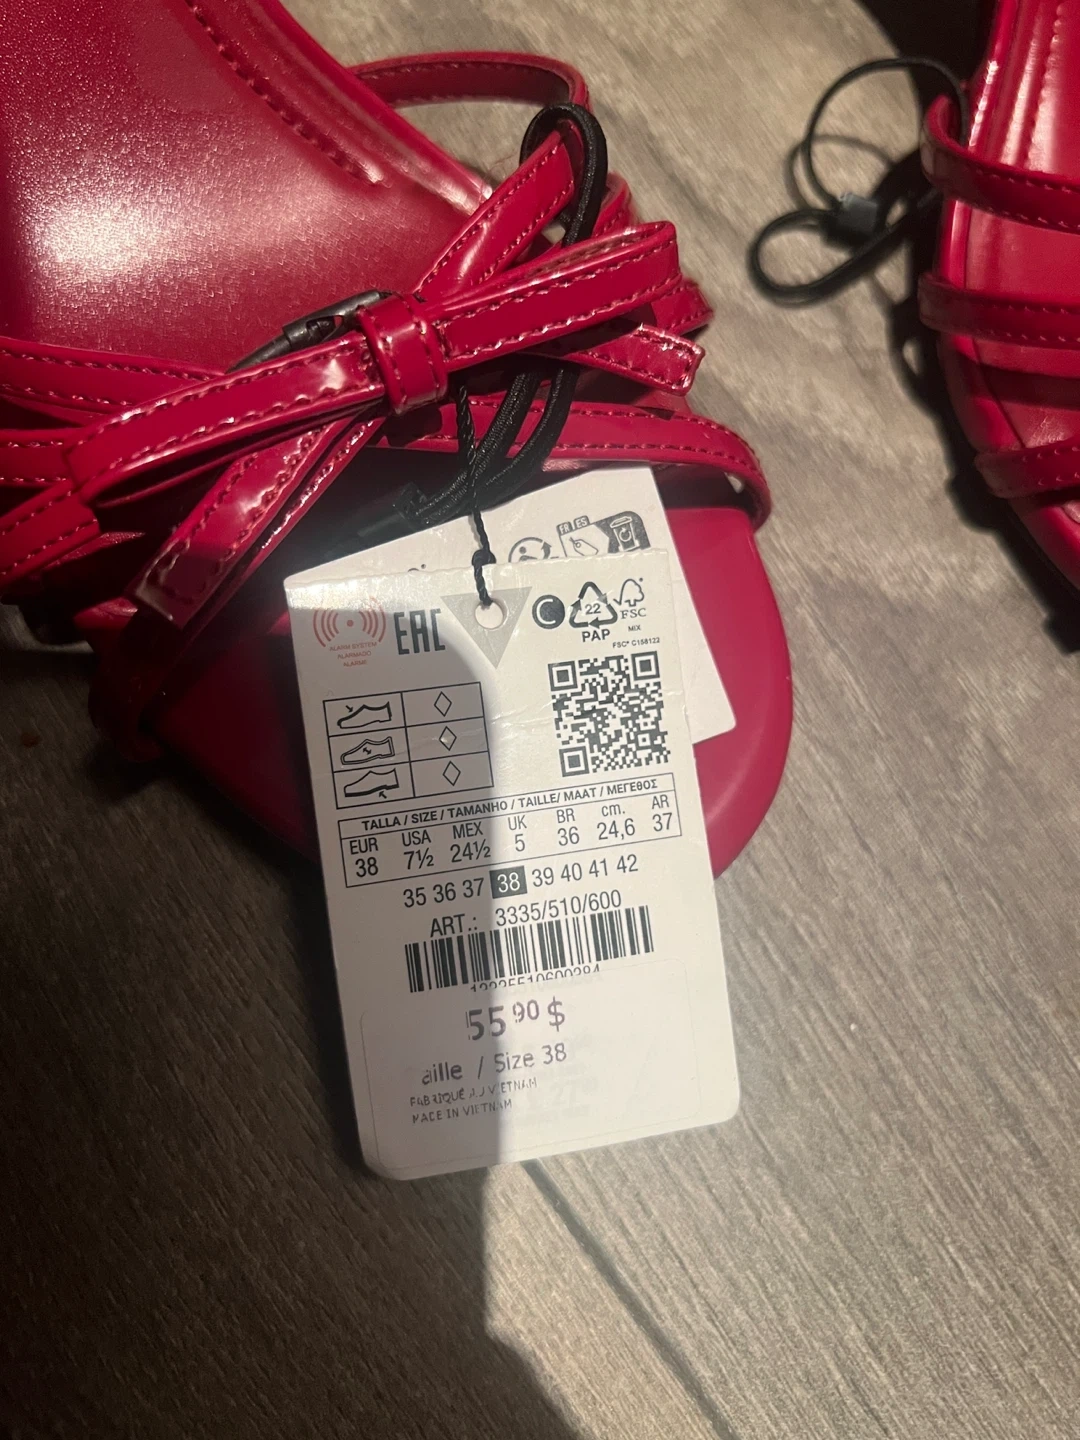 FR ES
ALARM SYSTEM
ALARMADO
ALARME
EAC
C
22
PAP
FSC
MIX
FSC® C158122
TALLA / SIZE / TAMANHO / TAILLE/ MAAT / ΜΕΓΕΘΟΣ
EUR USA MEX UK BR cm. AR
38 7½ 24½ 5 36 24,6 37
35 36 37 38 39 40 41 42
ART.: 3335/510/600
55 90 $
aille / Size 38
FABRIQUÉ AU VIETNAM
MADE IN VIETNAM